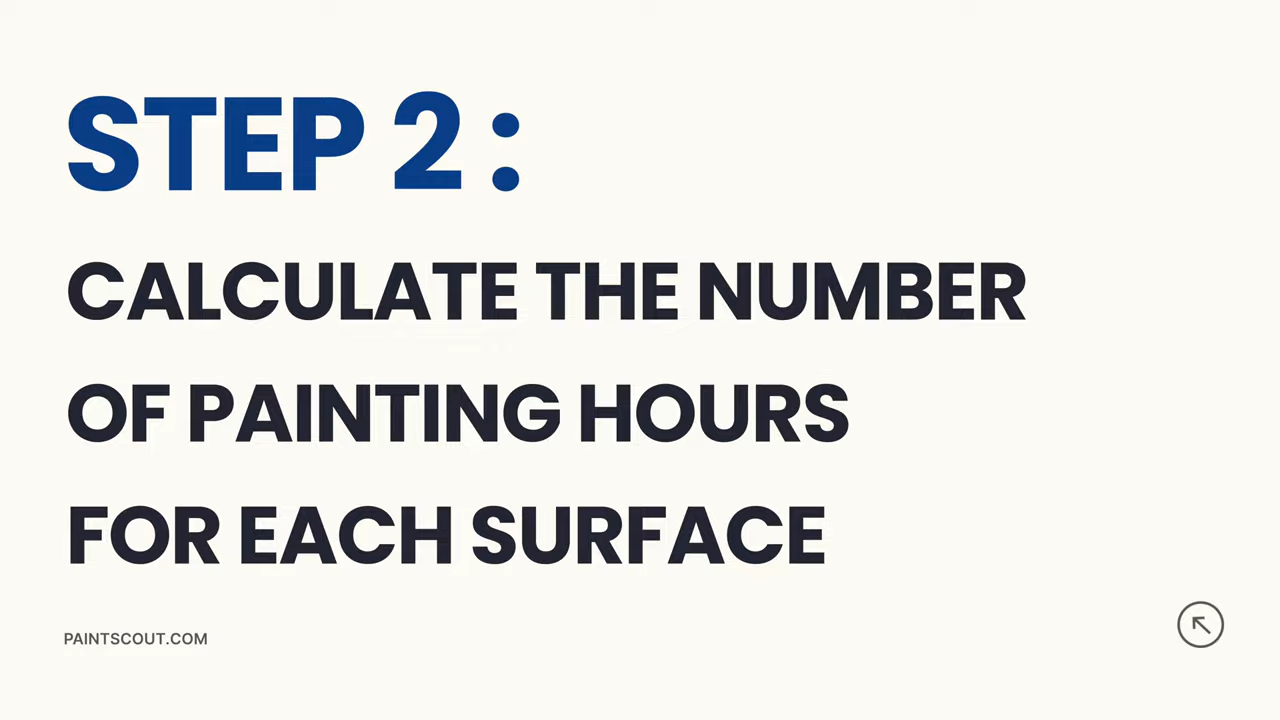 STEP 2 :
CALCULATE THE NUMBER
OF PAINTING HOURS
FOR EACH SURFACE
PAINTSCOUT.COM